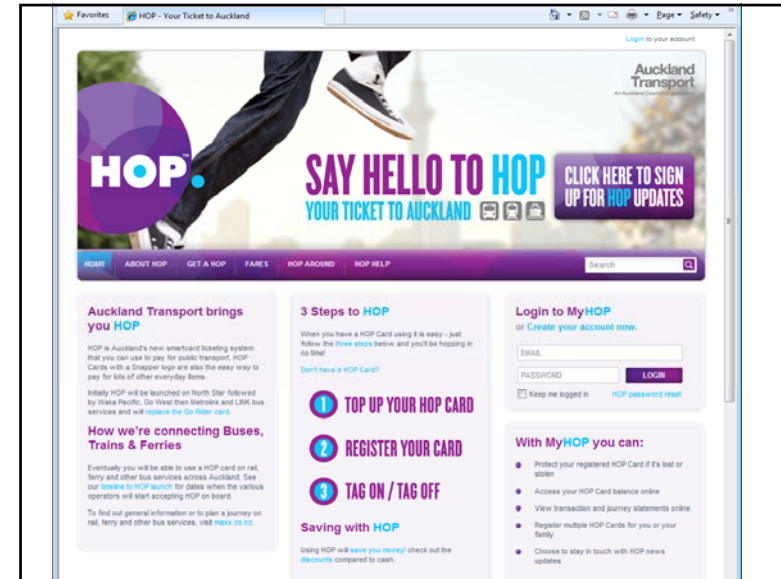 Favorites
HOP - Your Ticket to Auckland
Page
Safety
Login to your account
Auckland
Transport
An Auckland Council Organisation
HOP.
SAY HELLO TO HOP
YOUR TICKET TO AUCKLAND
CLICK HERE TO SIGN
UP FOR HOP UPDATES
HOME
ABOUT HOP
GET A HOP
FARES
HOP AROUND
HOP HELP
Search
Auckland Transport brings
you HOP
HOP is Auckland's new smartcard ticketing system
that you can use to pay for public transport. HOP
Cards with a Snapper logo are also the easy way to
pay for lots of other everyday items.
Initially HOP will be launched on North Star followed
by Waka Pacific, Go West then Metrolink and LINK bus
services and will replace the Go Rider card.
How we're connecting Buses,
Trains & Ferries
Eventually you will be able to use a HOP card on rail,
ferry and other bus services across Auckland. See
our timeline to HOP launch for dates when the various
operators will start accepting HOP on board.
To find out general information or to plan a journey on
rail, ferry and other bus services, visit maxx.co.nz.
3 Steps to HOP
When you have a HOP Card using it is easy - just
follow the three steps below and you'll be hopping in
no time!
Don't have a HOP Card?
1 TOP UP YOUR HOP CARD
2 REGISTER YOUR CARD
3 TAG ON / TAG OFF
Saving with HOP
Using HOP will save you money! check out the
discounts compared to cash.
Login to MyHOP
or Create your account now.
EMAIL
PASSWORD
LOGIN
Keep me logged in
HOP password reset
With MyHOP you can:
Protect your registered HOP Card if it's lost or
stolen
Access your HOP Card balance online
View transaction and journey statements online
Register multiple HOP Cards for you or your
family
Choose to stay in touch with HOP news
updates